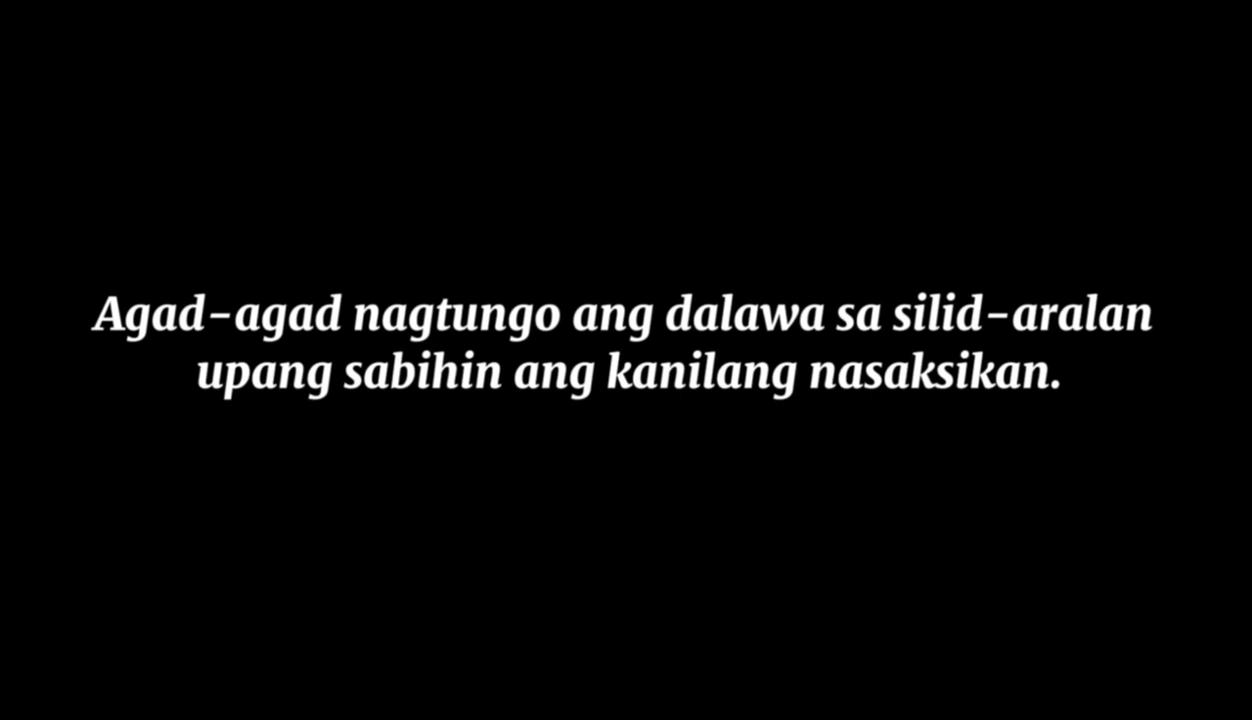 Agad-agad nagtungo ang dalawa sa silid-aralan
upang sabihin ang kanilang nasaksikan.